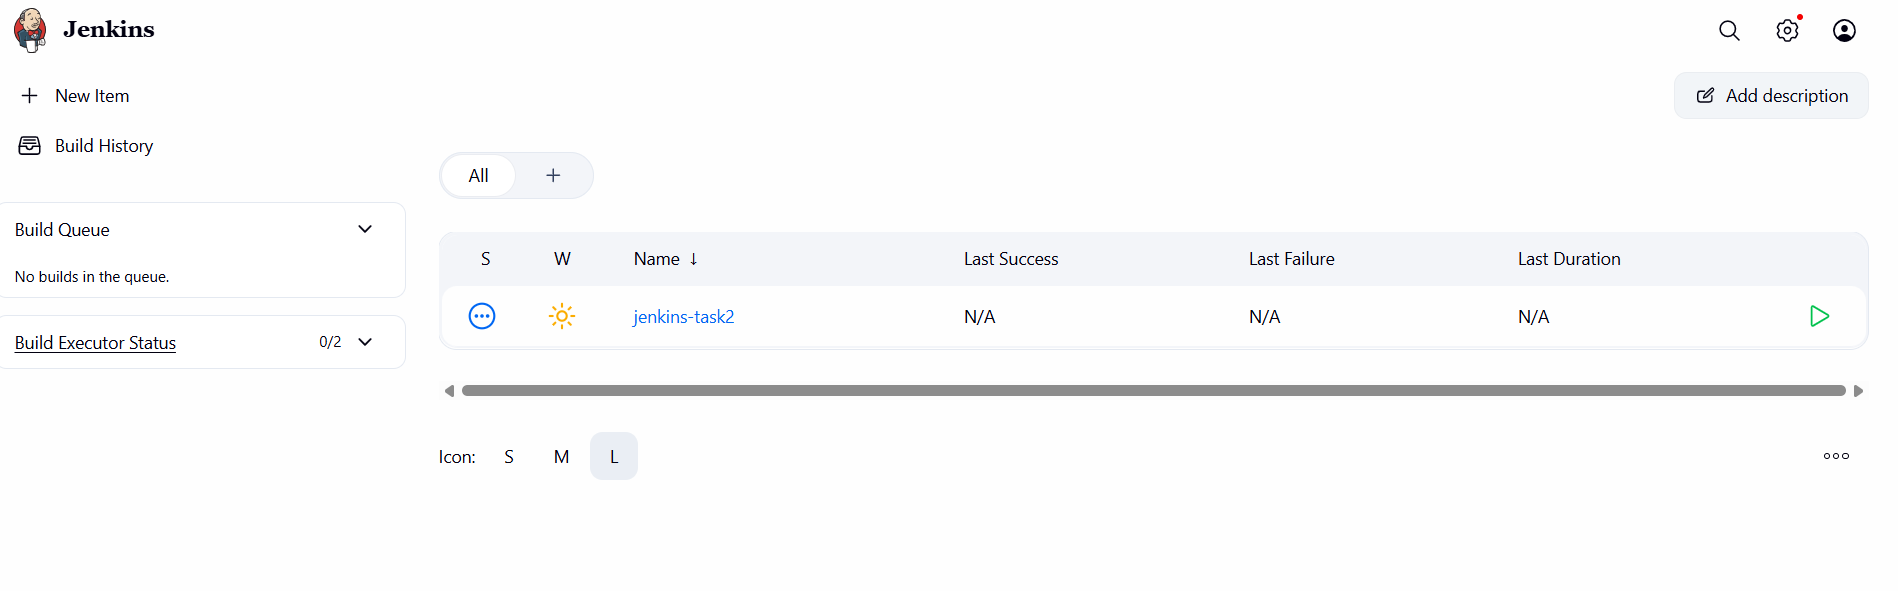 Jenkins
New Item
Add description
Build History
All
Build Queue
No builds in the queue.
Build Executor Status 0/2
S W Name ↓ Last Success Last Failure Last Duration
jenkins-task2 N/A N/A N/A
Icon: S M L